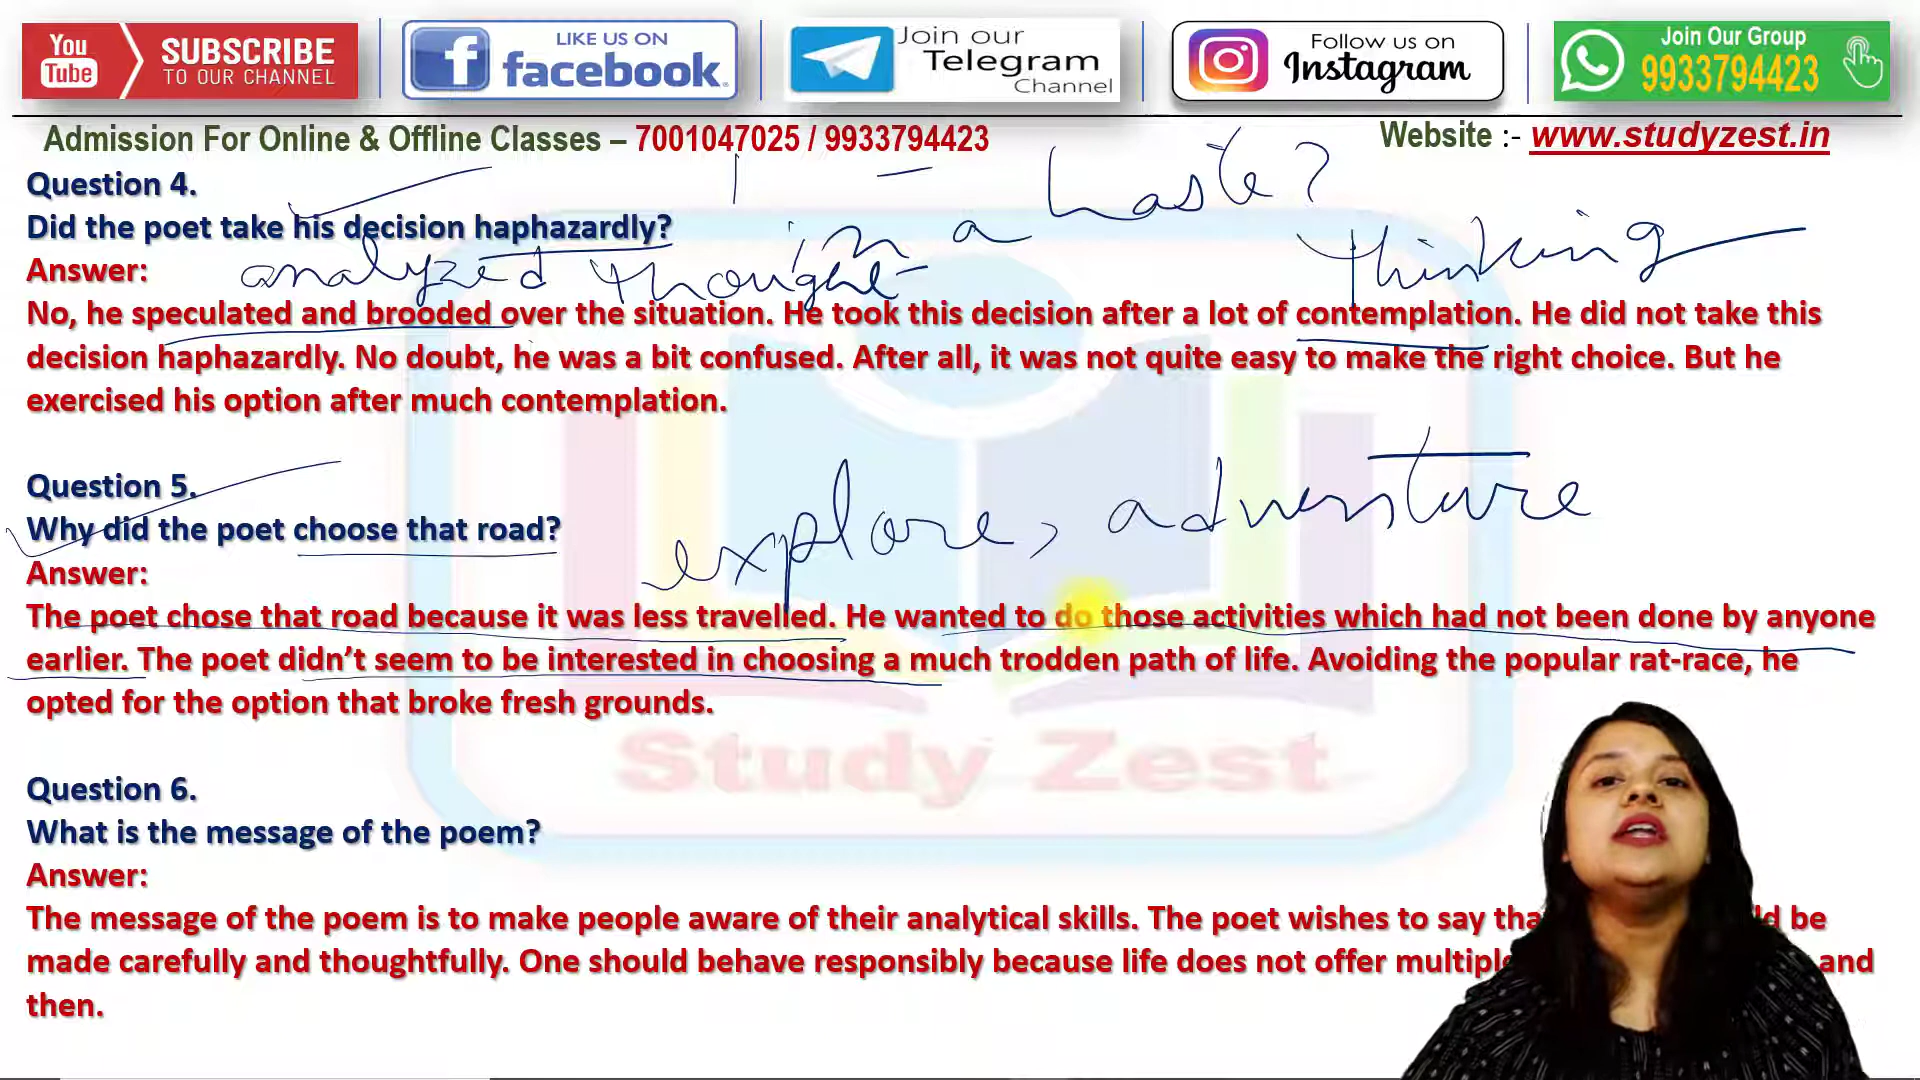 You Tube SUBSCRIBE TO OUR CHANNEL
LIKE US ON facebook
Join our Telegram Channel
Follow us on Instagram
Join Our Group 9933794423
Admission For Online & Offline Classes – 7001047025 / 9933794423 Website :- www.studyzest.in
Question 4.
in a haste?
Did the poet take his decision haphazardly?
analyzed thought thinking
Answer:
No, he speculated and brooded over the situation. He took this decision after a lot of contemplation. He did not take this
decision haphazardly. No doubt, he was a bit confused. After all, it was not quite easy to make the right choice. But he
exercised his option after much contemplation.
Question 5.
Why did the poet choose that road?
explore, adventure
Answer:
The poet chose that road because it was less travelled. He wanted to do those activities which had not been done by anyone
earlier. The poet didn’t seem to be interested in choosing a much trodden path of life. Avoiding the popular rat-race, he
opted for the option that broke fresh grounds.
Study Zest
Question 6.
What is the message of the poem?
Answer:
The message of the poem is to make people aware of their analytical skills. The poet wishes to say be
made carefully and thoughtfully. One should behave responsibly because life does not offer and
then.